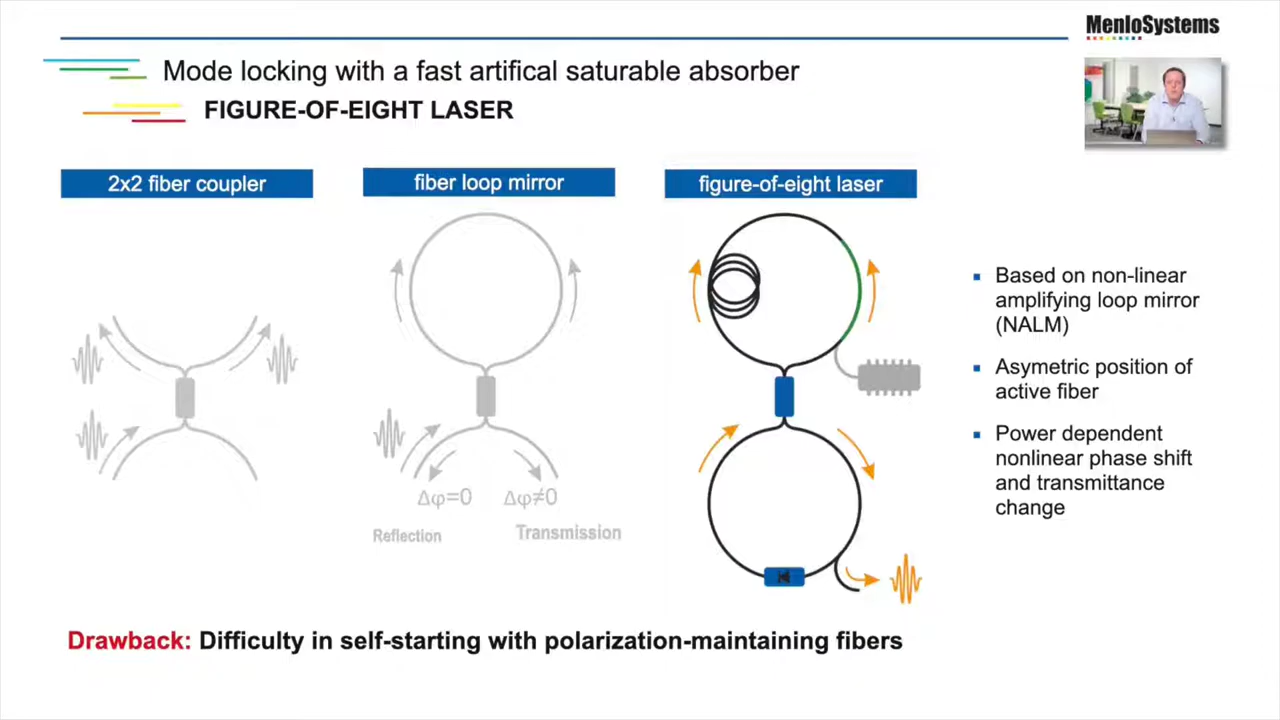 MenloSystems
Mode locking with a fast artifical saturable absorber
FIGURE-OF-EIGHT LASER
2x2 fiber coupler
fiber loop mirror
figure-of-eight laser
Δφ=0
Δφ≠0
Reflection
Transmission
Based on non-linear
amplifying loop mirror
(NALM)
Asymetric position of
active fiber
Power dependent
nonlinear phase shift
and transmittance
change
Drawback: Difficulty in self-starting with polarization-maintaining fibers